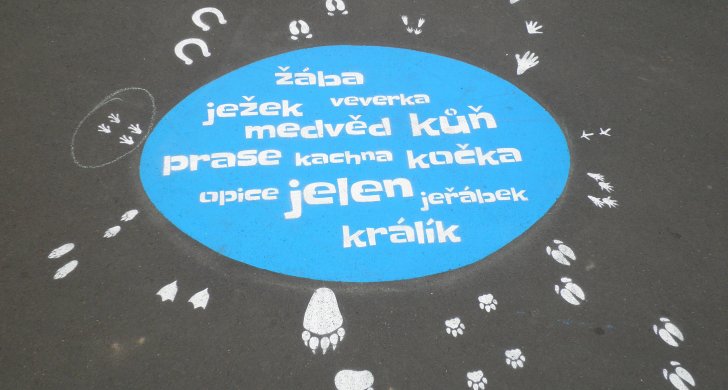 žába
ježek veverka
medvěd kůň
prase kachna kočka
opice jelen jeřábek
králík